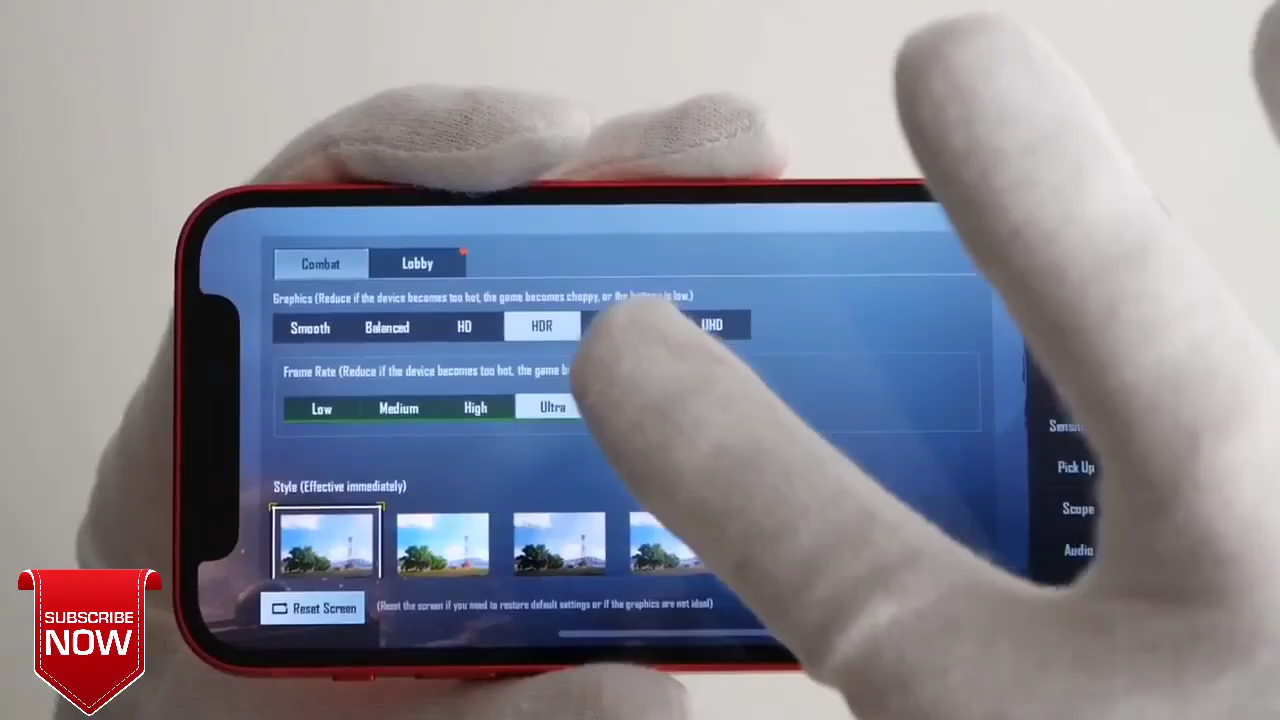 Combat Lobby
Graphics (Reduce if the device becomes too hot, the game becomes choppy, or the is low.)
Smooth Balanced HD HDR UHD
Frame Rate (Reduce if the device becomes too hot, the game
Low Medium High Ultra
Style (Effective immediately)
Pick Up
Scope
Audio
Reset Screen (Reset the screen if you need to restore default settings or if the graphics are not ideal)
SUBSCRIBE
NOW